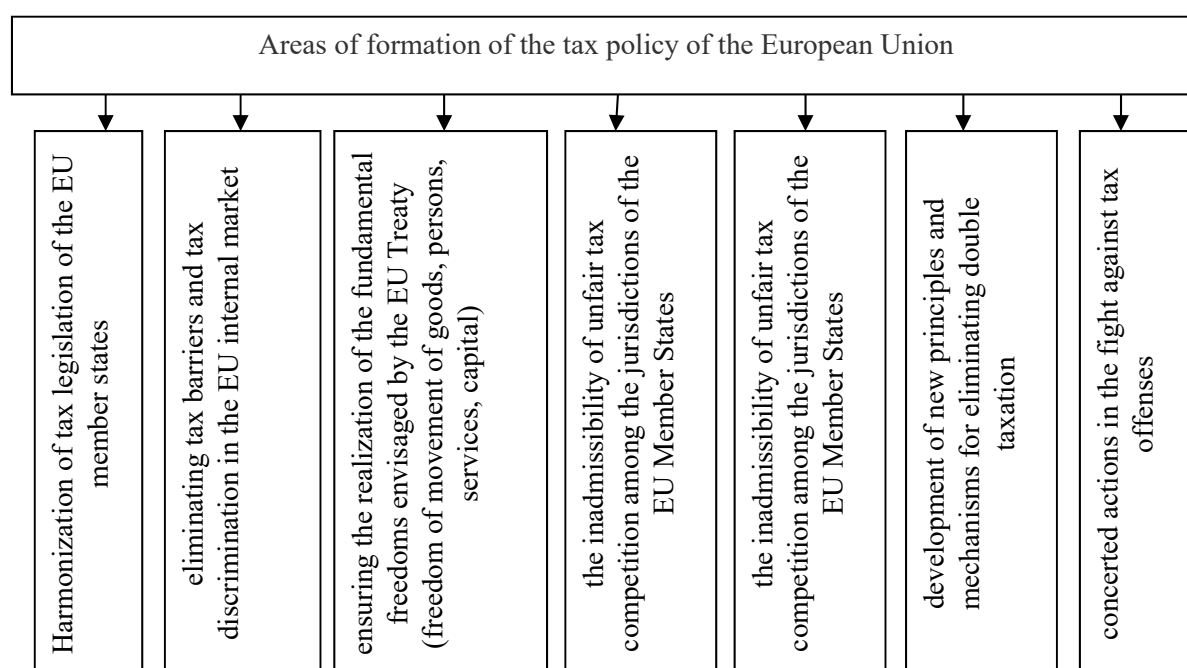 Areas of formation of the tax policy of the European Union
Harmonization of tax legislation of the EU
member states
eliminating tax barriers and tax
discrimination in the EU internal market
ensuring the realization of the fundamental
freedoms envisaged by the EU Treaty
(freedom of movement of goods, persons,
services, capital)
the inadmissibility of unfair tax
competition among the jurisdictions of the
EU Member States
the inadmissibility of unfair tax
competition among the jurisdictions of the
EU Member States
development of new principles and
mechanisms for eliminating double
taxation
concerted actions in the fight against tax
offenses